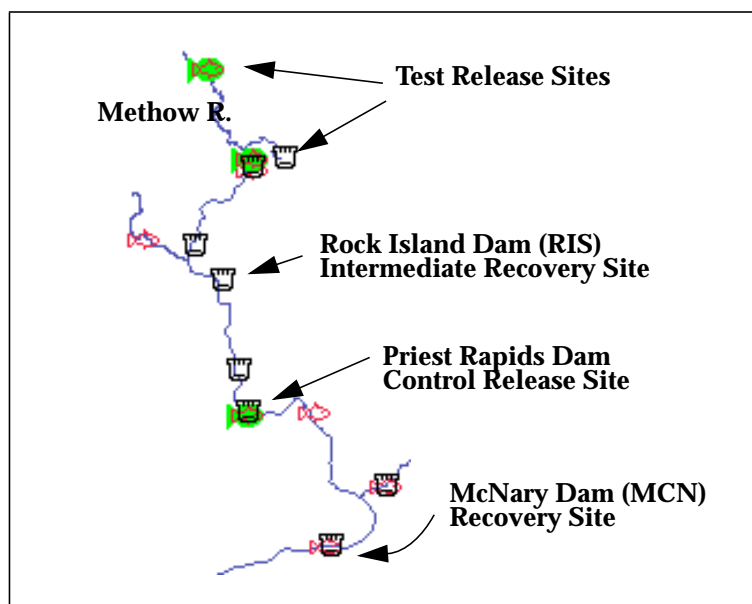 Test Release Sites
Methow R.
Rock Island Dam (RIS)
Intermediate Recovery Site
Priest Rapids Dam
Control Release Site
McNary Dam (MCN)
Recovery Site